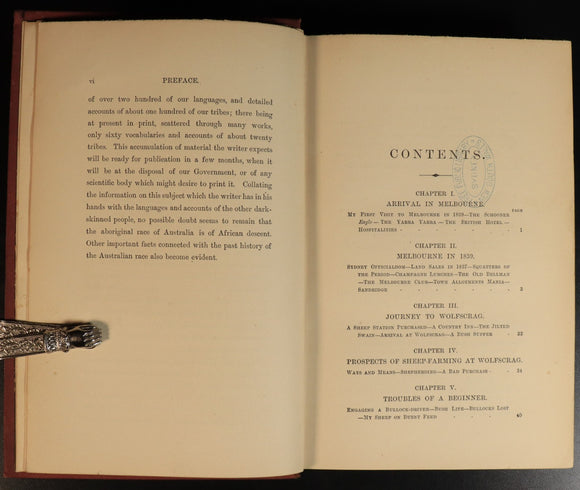 vi PREFACE.
of over two hundred of our languages, and detailed
accounts of about one hundred of our tribes; there being
at present in print, scattered through many works,
only sixty vocabularies and accounts of about twenty
tribes. This accumulation of material the writer expects
will be ready for publication in a few months, when it
will be at the disposal of our Government, or of any
scientific body which might desire to print it. Collating
the information on this subject which the writer has in his
hands with the languages and accounts of the other dark-
skinned people, no possible doubt seems to remain that
the aboriginal race of Australia is of African descent.
Other important facts connected with the past history of
the Australian race also become evident.
CONTENTS.
CHAPTER I.
ARRIVAL IN MELBOURNE.
PAGE
My First Visit to Melbourne in 1839—The Schooner
Eagle—The Yarra Yarra—The British Hotel—
Hospitalities - - - - - - 1
CHAPTER II.
MELBOURNE IN 1839.
Sydney Officialdom—Land Sales in 1837—Squatters of
the Period—Champagne Lunches—The Old Bellman
—The Melbourne Club—Town Allotments Mania—
Sandridge - - - - - - - 3
CHAPTER III.
JOURNEY TO WOLFSCRAG.
A Sheep Station Purchased—A Country Inn—The Jilted
Swain—Arrival at Wolfscrag—A Bush Supper - - 22
CHAPTER IV.
PROSPECTS OF SHEEP-FARMING AT WOLFSCRAG.
Ways and Means—Shepherding—A Bad Purchase - - 34
CHAPTER V.
TROUBLES OF A BEGINNER.
Engaging a Bullock-driver—Bush Life—Bullocks Lost
—My Sheep on Burnt Feed - - - - 40